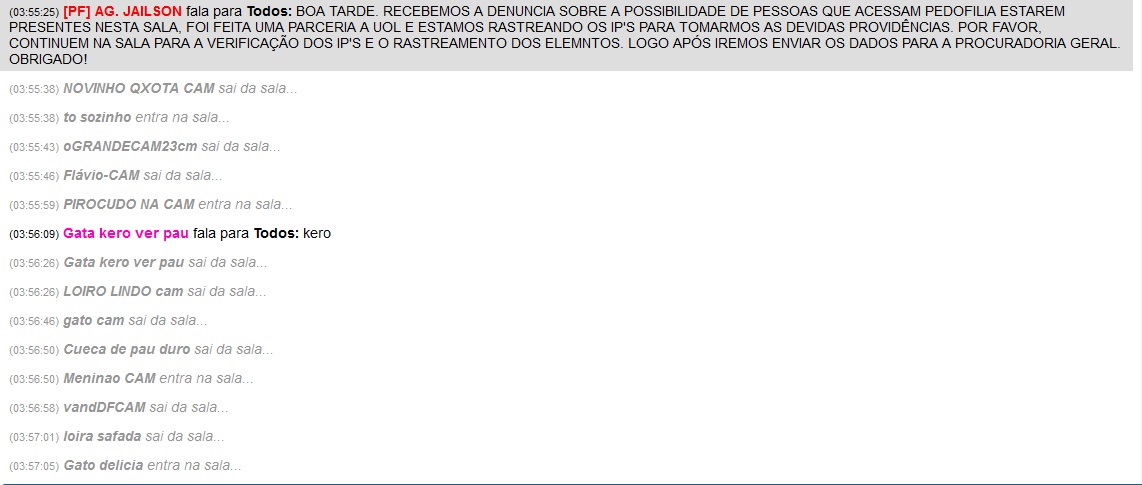 (03:55:25) [PF] AG. JAILSON fala para Todos: BOA TARDE. RECEBEMOS A DENUNCIA SOBRE A POSSIBILIDADE DE PESSOAS QUE ACESSAM PEDOFILIA ESTAREM
PRESENTES NESTA SALA, FOI FEITA UMA PARCERIA A UOL E ESTAMOS RASTREANDO OS IP'S PARA TOMARMOS AS DEVIDAS PROVIDÊNCIAS. POR FAVOR,
CONTINUEM NA SALA PARA A VERIFICAÇÃO DOS IP'S E O RASTREAMENTO DOS ELEMNTOS. LOGO APÓS IREMOS ENVIAR OS DADOS PARA A PROCURADORIA GERAL.
OBRIGADO!
(03:55:38) NOVINHO QXOTA CAM sai da sala...
(03:55:38) to sozinho entra na sala...
(03:55:43) oGRANDECAM23cm sai da sala...
(03:55:46) Flávio-CAM sai da sala...
(03:55:59) PIROCUDO NA CAM entra na sala...
(03:56:09) Gata kero ver pau fala para Todos: kero
(03:56:26) Gata kero ver pau sai da sala...
(03:56:26) LOIRO LINDO cam sai da sala...
(03:56:46) gato cam sai da sala...
(03:56:50) Cueca de pau duro sai da sala...
(03:56:50) Meninao CAM entra na sala...
(03:56:58) vandDFCAM sai da sala...
(03:57:01) loira safada sai da sala...
(03:57:05) Gato delicia entra na sala...